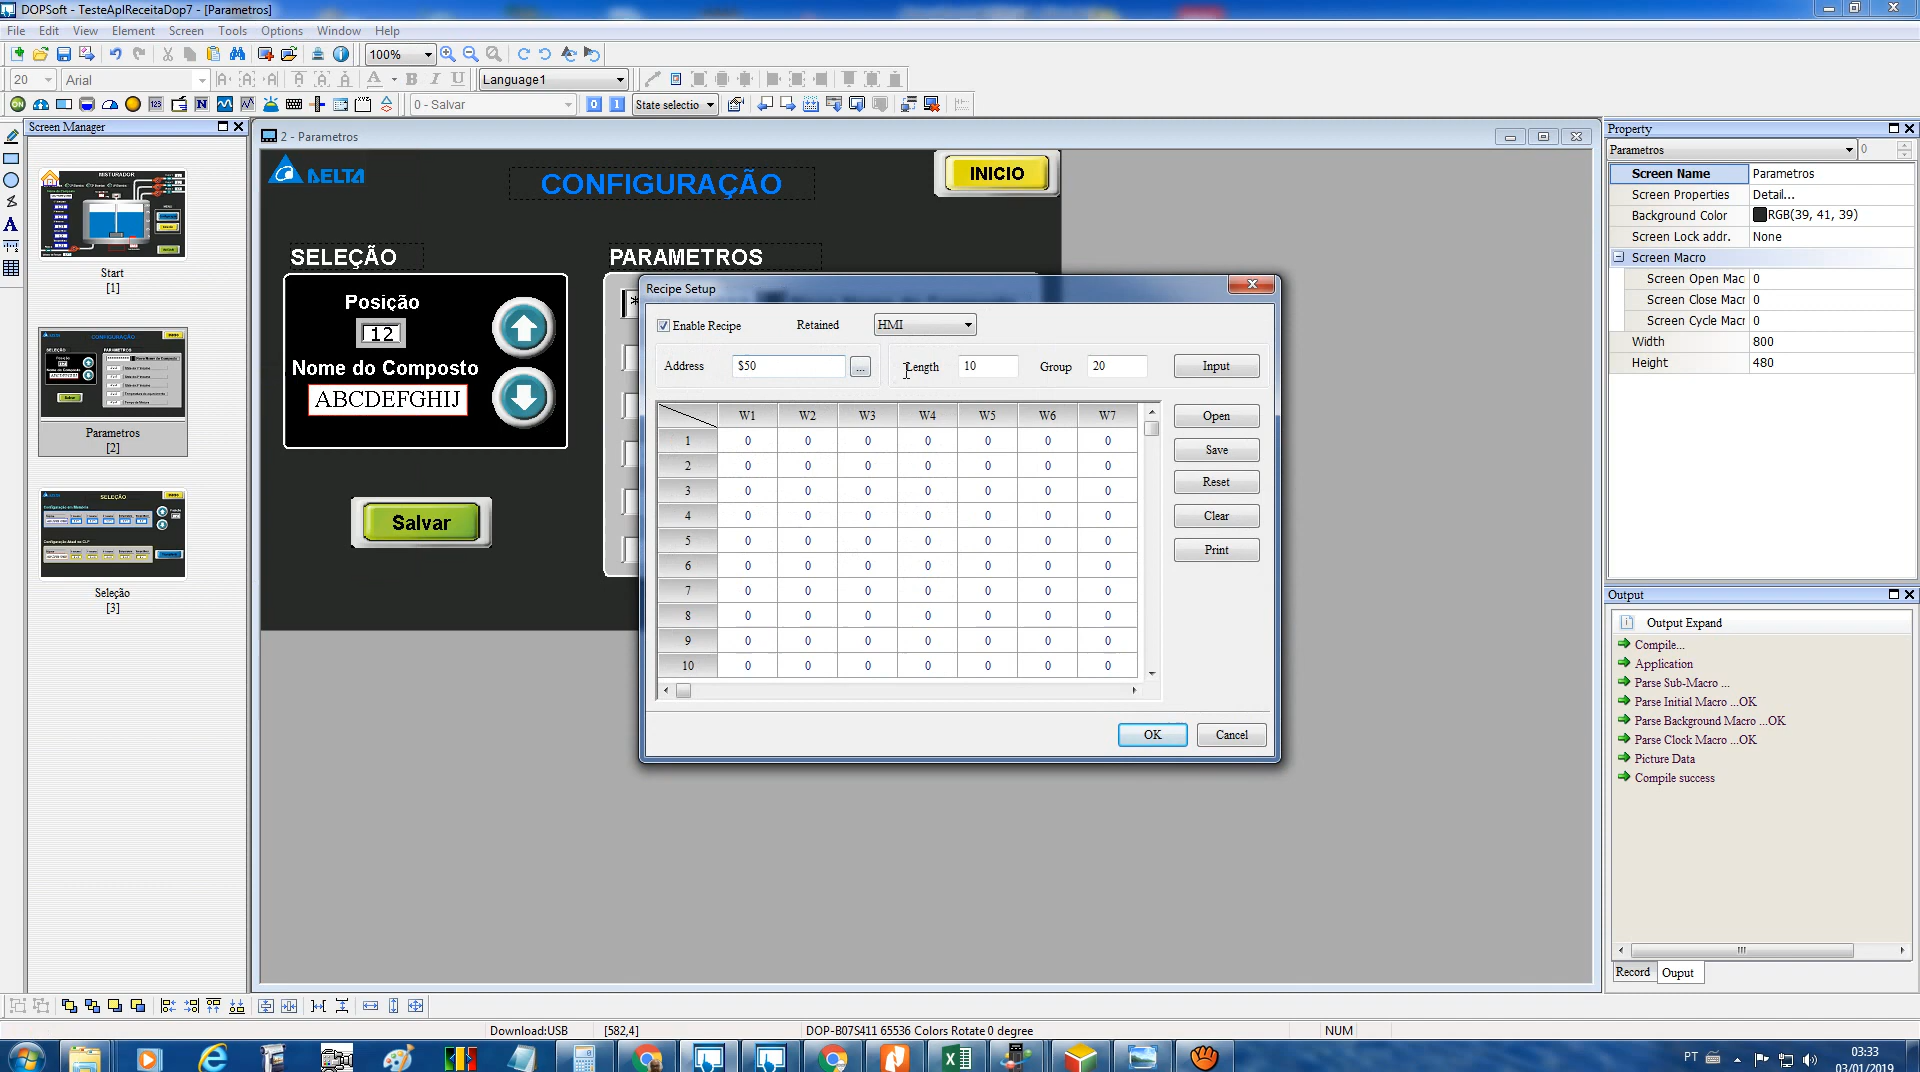 DOPSoft - TesteAplReceitaDop7 - [Parametros]
File Edit View Element Screen Tools Options Window Help
100%
20 Arial Language1
0 - Salvar 0 1 State selectio
Screen Manager
Start
[1]
Parametros
[2]
SELEÇÃO
Seleção
[3]
2 - Parametros
DELTA
CONFIGURAÇÃO
INICIO
SELEÇÃO
PARAMETROS
Posição
12
Nome do Composto
ABCDEFGHIJ
Salvar
Recipe Setup
Enable Recipe Retained HMI
Address $50 ... Length 10 Group 20 Input
W1 W2 W3 W4 W5 W6 W7
1 0 0 0 0 0 0 0
2 0 0 0 0 0 0 0
3 0 0 0 0 0 0 0
4 0 0 0 0 0 0 0
5 0 0 0 0 0 0 0
6 0 0 0 0 0 0 0
7 0 0 0 0 0 0 0
8 0 0 0 0 0 0 0
9 0 0 0 0 0 0 0
10 0 0 0 0 0 0 0
Open
Save
Reset
Clear
Print
OK Cancel
Property
Parametros 0
Screen Name Parametros
Screen Properties Detail...
Background Color RGB(39, 41, 39)
Screen Lock addr. None
Screen Macro
Screen Open Mac 0
Screen Close Macr 0
Screen Cycle Macr 0
Width 800
Height 480
Output
Output Expand
Compile...
Application
Parse Sub-Macro ...
Parse Initial Macro ...OK
Parse Background Macro ...OK
Parse Clock Macro ...OK
Picture Data
Compile success
Record Ouput
Download:USB [582,4] DOP-B07S411 65536 Colors Rotate 0 degree NUM
PT
03:33
03/01/2019